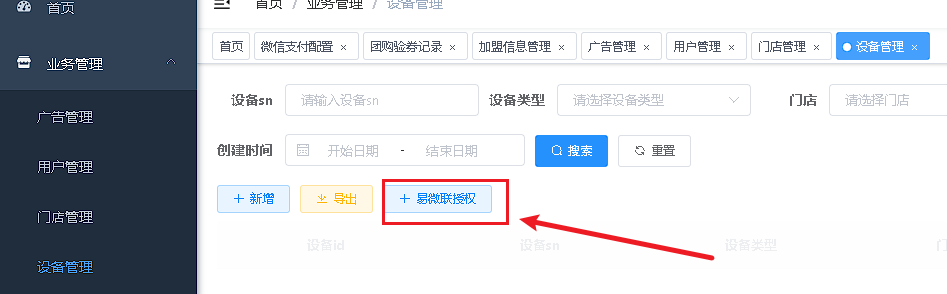 首页
首页 / 业务管理 / 设备管理
业务管理
首页 微信支付配置 × 团购验券记录 × 加盟信息管理 × 广告管理 × 用户管理 × 门店管理 × 设备管理 ×
设备sn 请输入设备sn 设备类型 请选择设备类型 门店 请选择门店
广告管理
创建时间 开始日期 - 结束日期 搜索 重置
用户管理
+ 新增 导出 + 易微联授权
门店管理
设备id 设备sn 设备类型
设备管理